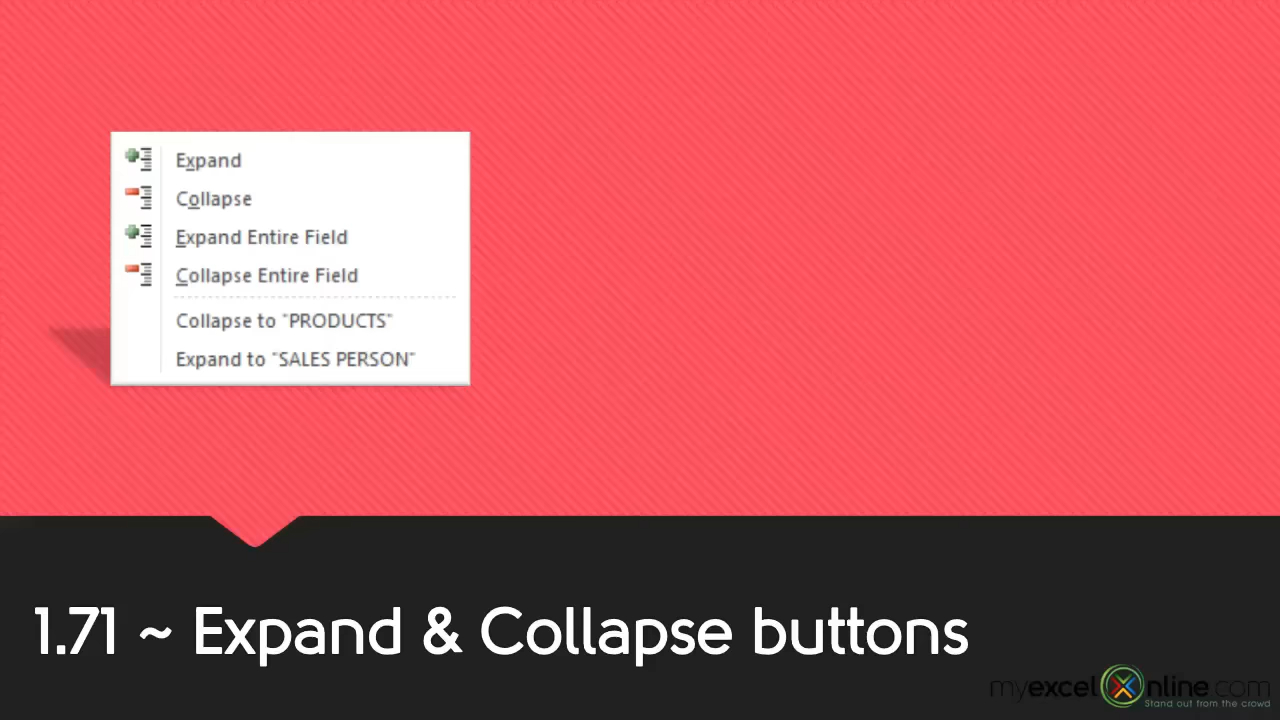 Expand
Collapse
Expand Entire Field
Collapse Entire Field
Collapse to "PRODUCTS"
Expand to "SALES PERSON"
1.71 ~ Expand & Collapse buttons
myexcelOnline.com
Stand out from the crowd